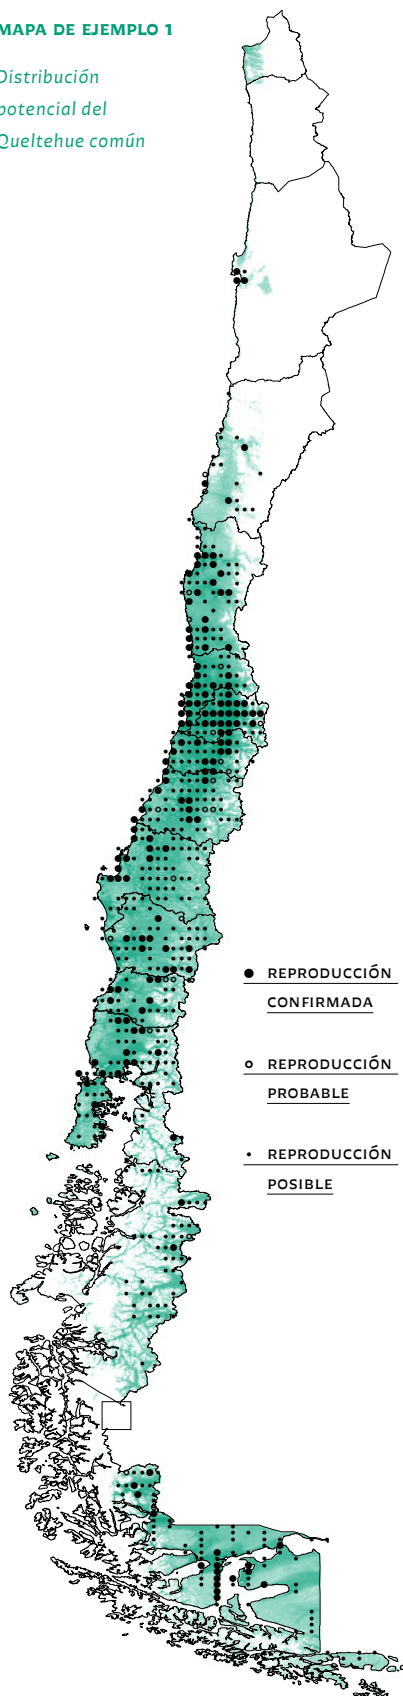 MAPA DE EJEMPLO 1
Distribución
potencial del
Queltehue común
REPRODUCCIÓN
CONFIRMADA
REPRODUCCIÓN
PROBABLE
REPRODUCCIÓN
POSIBLE